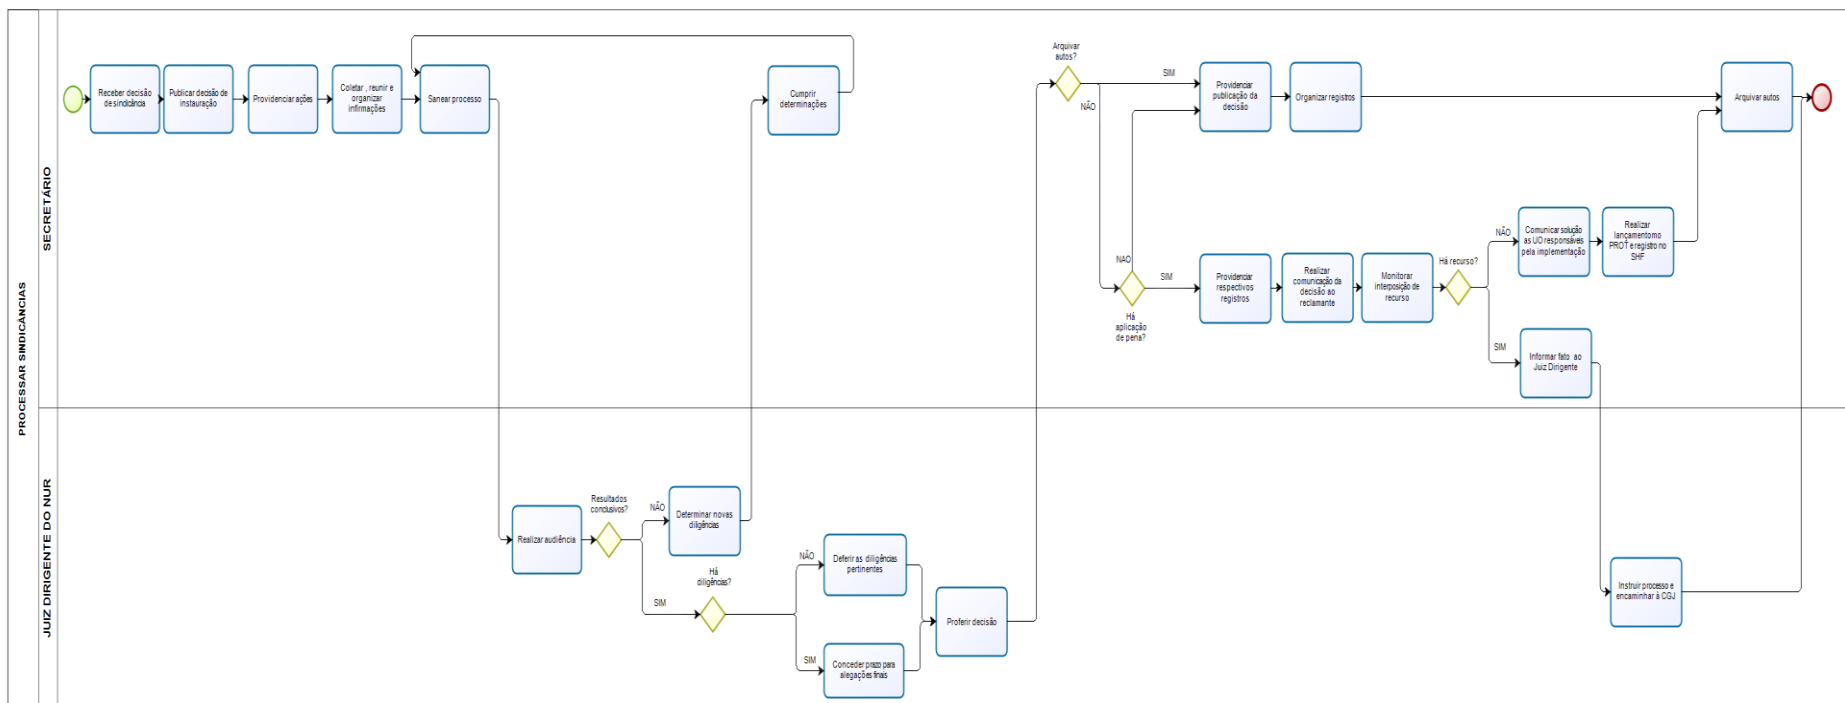 PROCESSAR SINDICÂNCIAS
SECRETÁRIO
Receber decisão
de sindicância
Publicar decisão de
instauração
Providenciar ações
Coletar , reunir e
organizar
infirmações
Sanear processo
Cumprir
determinações
Arquivar
autos?
SIM
NÃO
Providenciar
publicação da
decisão
Organizar registros
Arquivar autos
NAO
Há
aplicação
de pena?
SIM
Providenciar
respectivos
registros
Realizar
comunicação da
decisão ao
reclamante
Monitorar
interposição de
recurso
Há recurso?
NÃO
Comunicar solução
as UO responsáveis
pela implementação
Realizar
lançamento no
PROT e registro no
SHF
SIM
Informar fato ao
Juiz Dirigente
JUIZ DIRIGENTE DO NUR
Realizar audiência
Resultados
conclusivos?
NÃO
Determinar novas
diligências
SIM
Há
diligências?
NÃO
Deferir as diligências
pertinentes
SIM
Conceder prazo para
alegações finais
Proferir decisão
Instruir processo e
encaminhar à CGJ